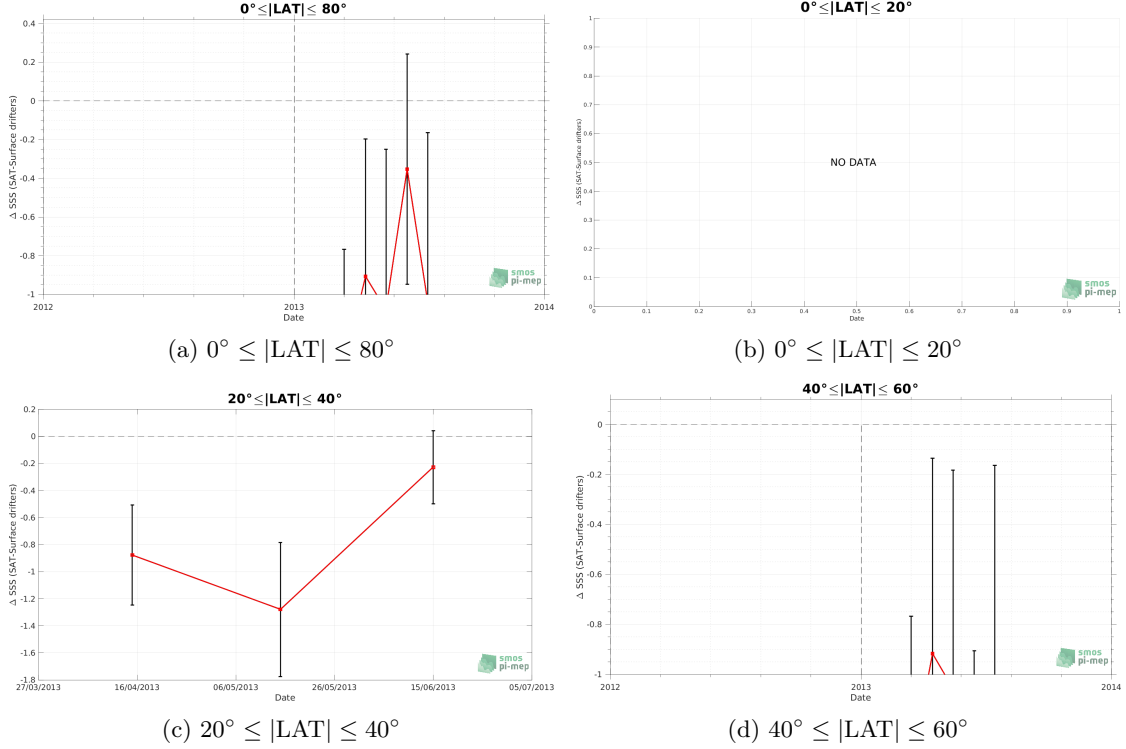 0°≤|LAT|≤ 80°
0.4
0.2
0
-0.2
-0.4
-0.6
-0.8
-1
Δ SSS (SAT-Surface drifters)
2012
2013
2014
Date
smos
pi-mep
(a) 0° ≤ |LAT| ≤ 80°
0°≤|LAT|≤ 20°
1
0.9
0.8
0.7
0.6
0.5
0.4
0.3
0.2
0.1
0
Δ SSS (SAT-Surface drifters)
NO DATA
0 0.1 0.2 0.3 0.4 0.5 0.6 0.7 0.8 0.9 1
Date
smos
pi-mep
(b) 0° ≤ |LAT| ≤ 20°
20°≤|LAT|≤ 40°
0.2
0
-0.2
-0.4
-0.6
-0.8
-1
-1.2
-1.4
-1.6
-1.8
Δ SSS (SAT-Surface drifters)
27/03/2013 16/04/2013 06/05/2013 26/05/2013 15/06/2013 05/07/2013
Date
smos
pi-mep
(c) 20° ≤ |LAT| ≤ 40°
40°≤|LAT|≤ 60°
0
-0.2
-0.4
-0.6
-0.8
-1
Δ SSS (SAT-Surface drifters)
2012 2013 2014
Date
smos
pi-mep
(d) 40° ≤ |LAT| ≤ 60°